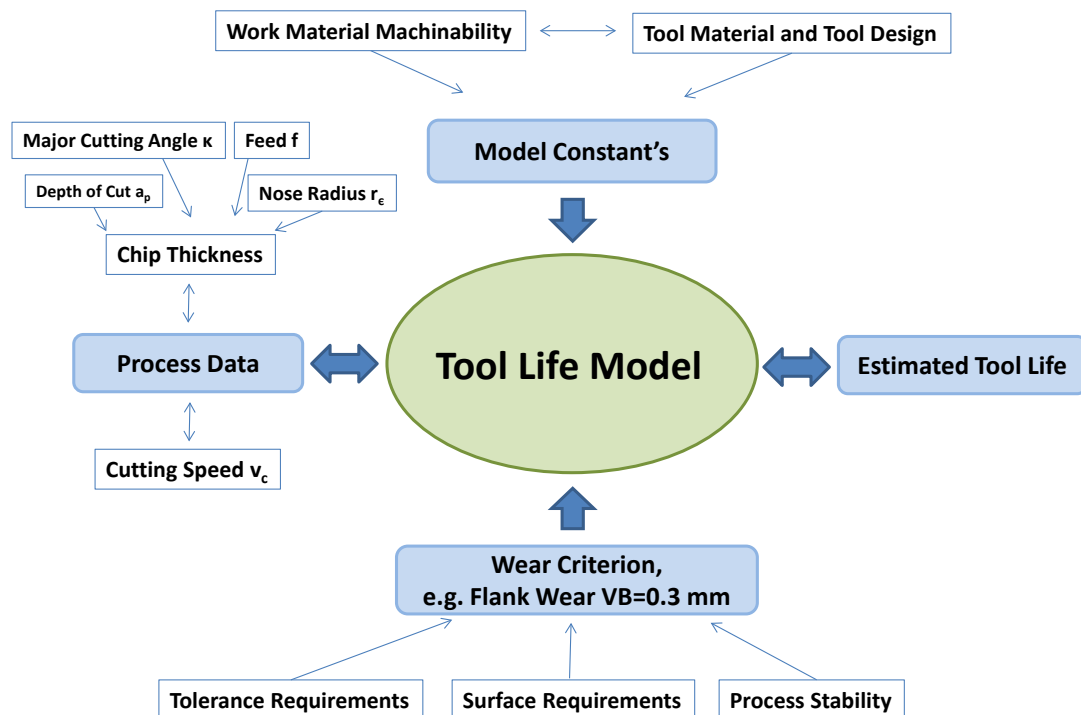 Work Material Machinability
Tool Material and Tool Design
Major Cutting Angle κ
Feed f
Model Constant's
Depth of Cut aₚ
Nose Radius rϵ
Chip Thickness
Process Data
Tool Life Model
Estimated Tool Life
Cutting Speed v꜀
Wear Criterion,
e.g. Flank Wear VB=0.3 mm
Tolerance Requirements
Surface Requirements
Process Stability